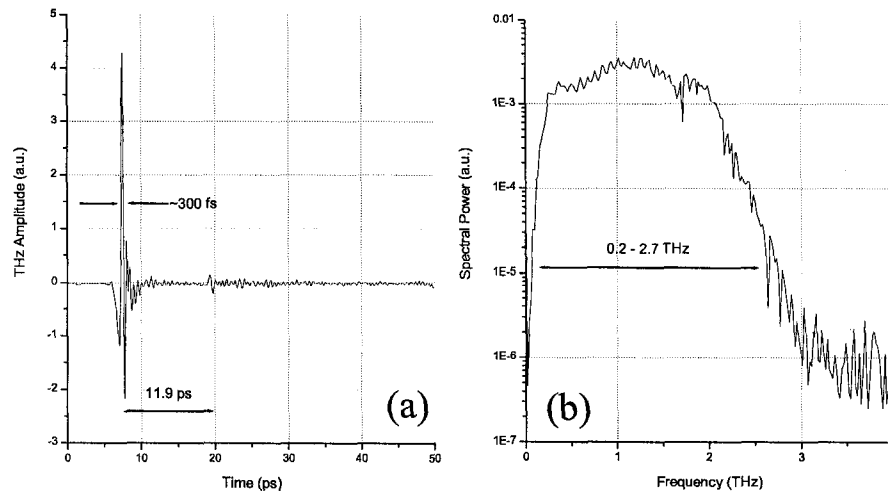 5
4
3
2
1
0
-1
-2
-3
THz Amplitude (a.u.)
~300 fs
11.9 ps
(a)
0 10 20 30 40 50
Time (ps)
0.01
1E-3
1E-4
1E-5
1E-6
1E-7
Spectral Power (a.u.)
0.2 - 2.7 THz
(b)
0 1 2 3
Frequency (THz)